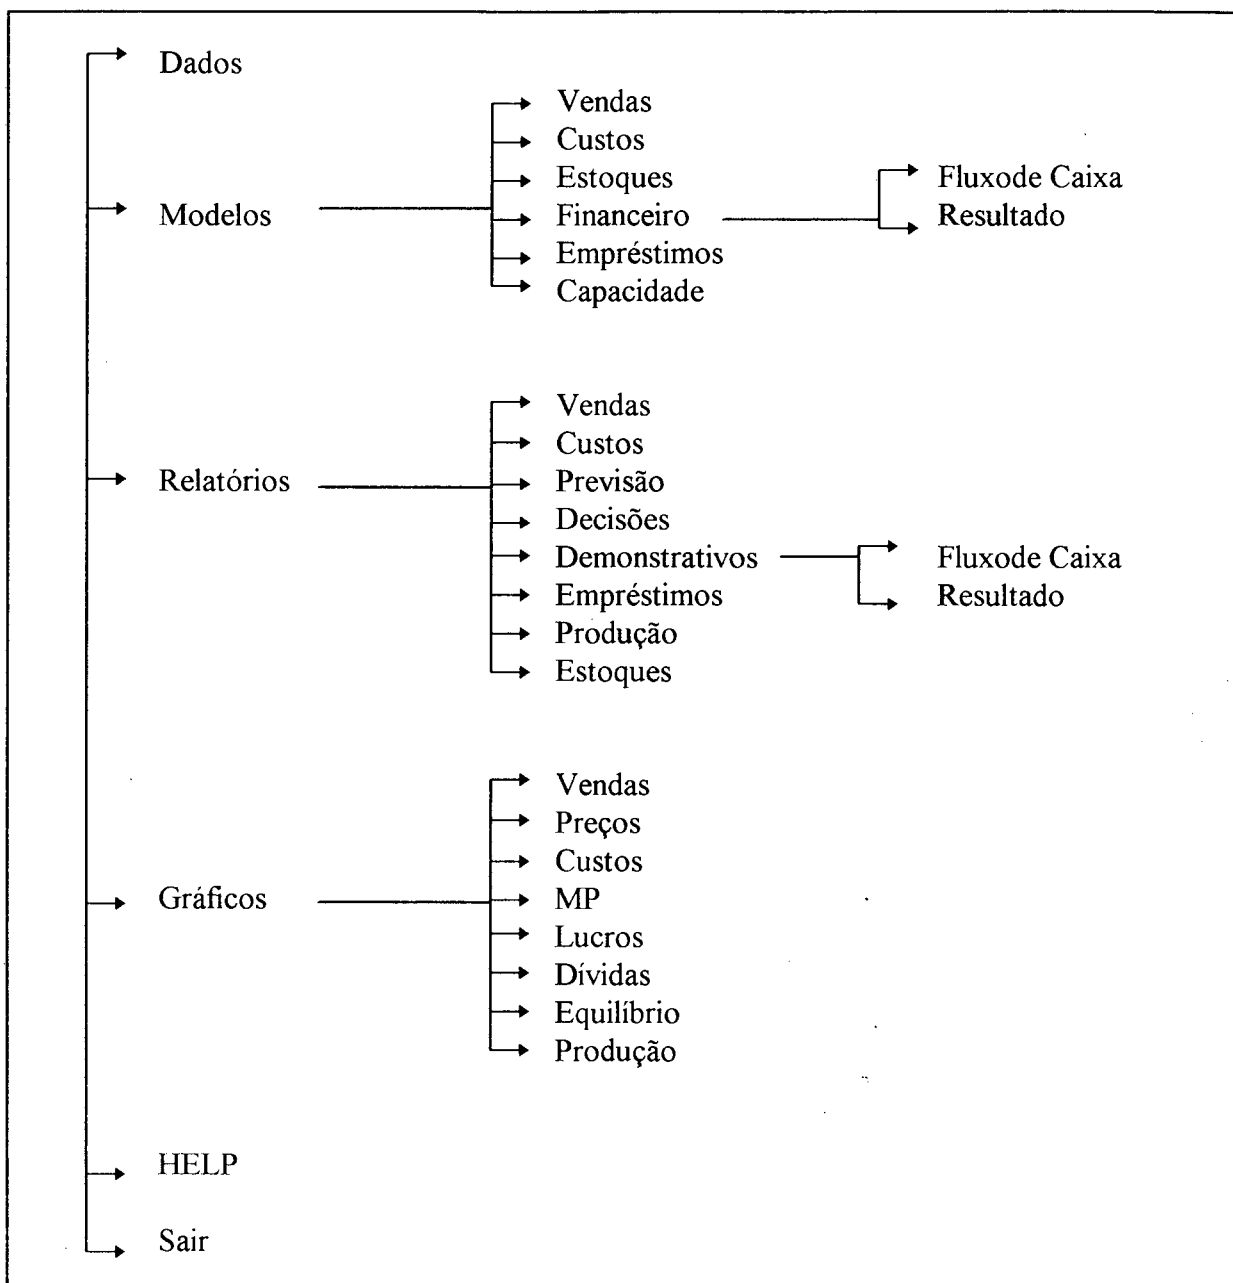 Dados
Modelos
Vendas
Custos
Estoques
Financeiro
Empréstimos
Capacidade
Fluxode Caixa
Resultado
Relatórios
Vendas
Custos
Previsão
Decisões
Demonstrativos
Empréstimos
Produção
Estoques
Fluxode Caixa
Resultado
Gráficos
Vendas
Preços
Custos
MP
Lucros
Dívidas
Equilíbrio
Produção
HELP
Sair